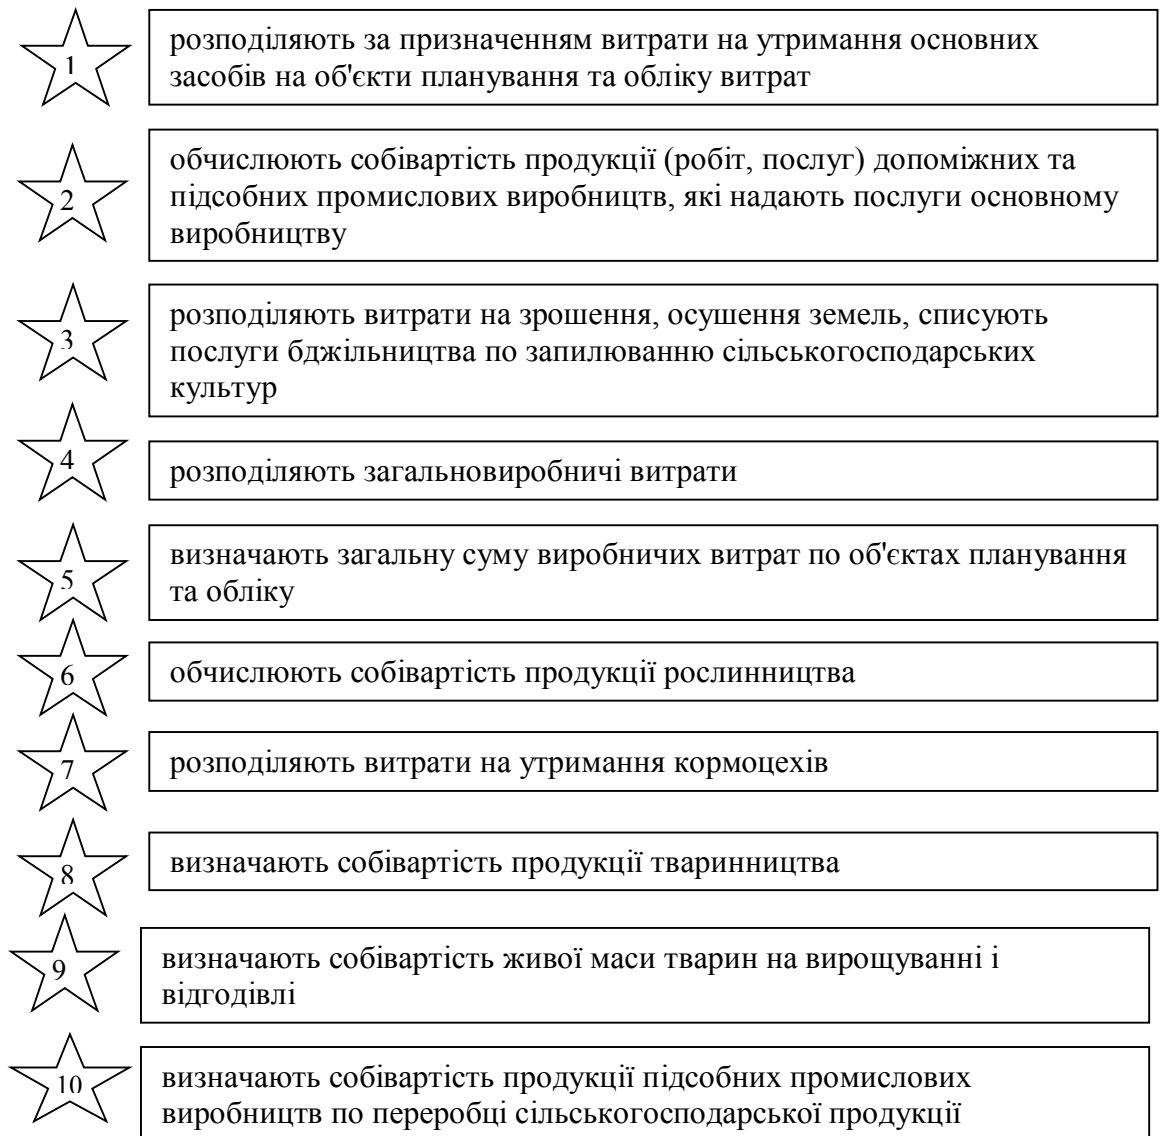 1
розподіляють за призначенням витрати на утримання основних
засобів на об'єкти планування та обліку витрат
2
обчислюють собівартість продукції (робіт, послуг) допоміжних та
підсобних промислових виробництв, які надають послуги основному
виробництву
3
розподіляють витрати на зрошення, осушення земель, списують
послуги бджільництва по запилюванню сільськогосподарських
культур
4
розподіляють загальновиробничі витрати
5
визначають загальну суму виробничих витрат по об'єктах планування
та обліку
6
обчислюють собівартість продукції рослинництва
7
розподіляють витрати на утримання кормоцехів
8
визначають собівартість продукції тваринництва
9
визначають собівартість живої маси тварин на вирощуванні і
відгодівлі
10
визначають собівартість продукції підсобних промислових
виробництв по переробці сільськогосподарської продукції